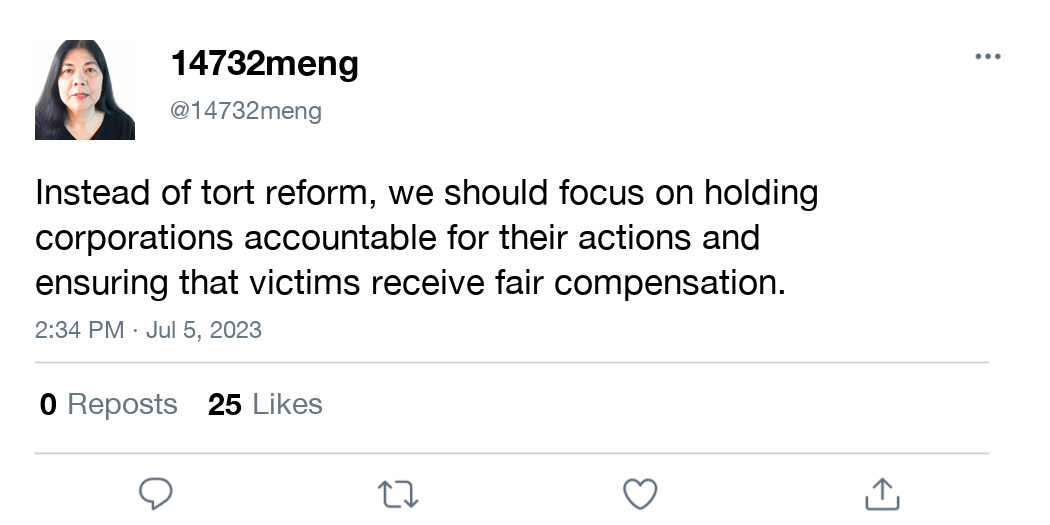 14732meng
@14732meng
Instead of tort reform, we should focus on holding
corporations accountable for their actions and
ensuring that victims receive fair compensation.
2:34 PM · Jul 5, 2023
0 Reposts 25 Likes